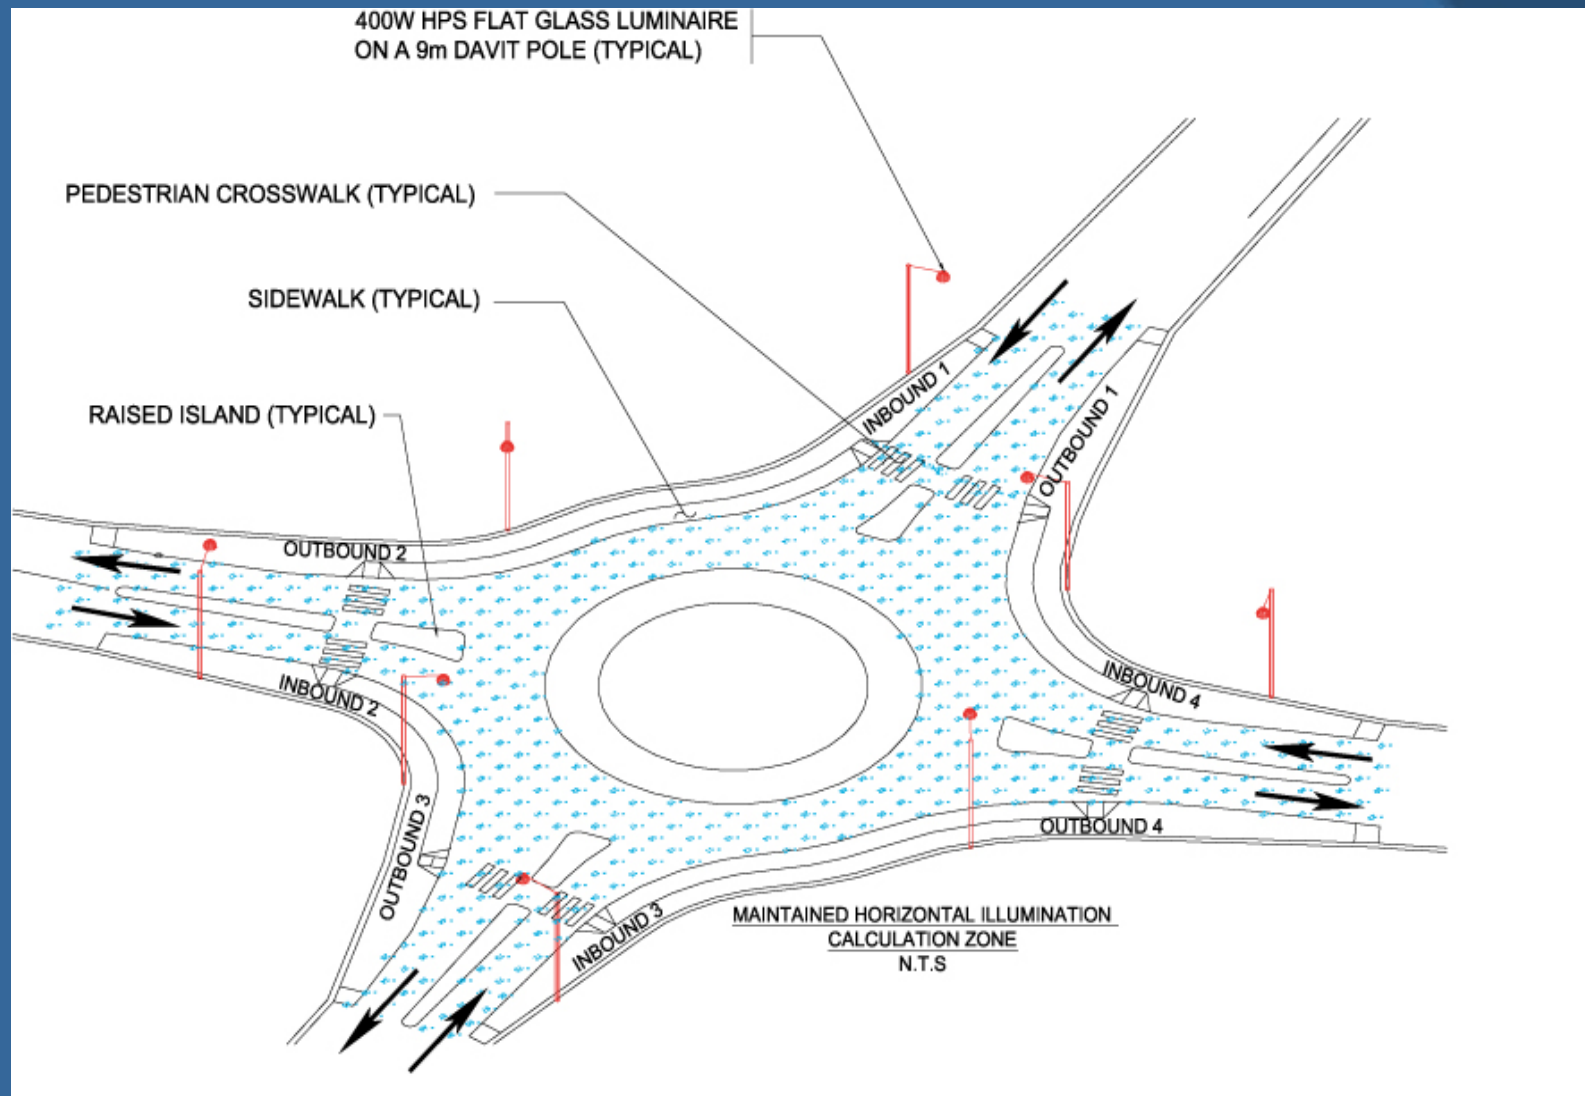 400W HPS FLAT GLASS LUMINAIRE
ON A 9m DAVIT POLE (TYPICAL)
PEDESTRIAN CROSSWALK (TYPICAL)
SIDEWALK (TYPICAL)
RAISED ISLAND (TYPICAL)
INBOUND 1
OUTBOUND 1
OUTBOUND 2
INBOUND 2
INBOUND 4
OUTBOUND 4
OUTBOUND 3
INBOUND 3
MAINTAINED HORIZONTAL ILLUMINATION
CALCULATION ZONE
N.T.S